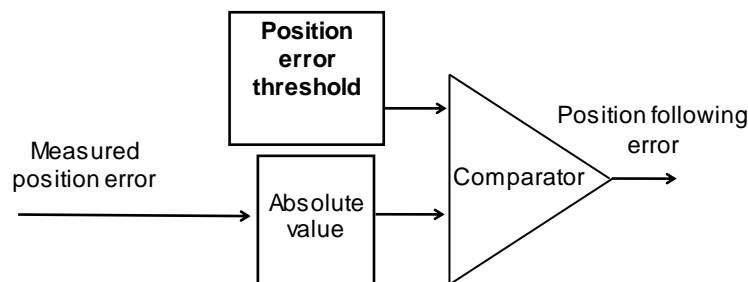 Position
error
threshold
Measured
position error
Absolute
value
Comparator
Position following
error